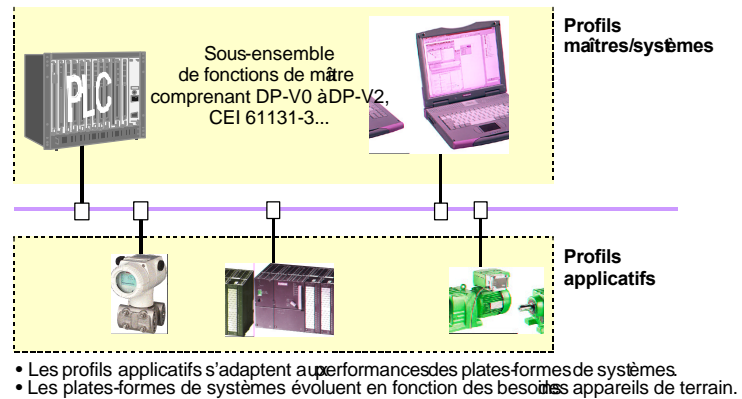 Profils
maîtres/systèmes
Sous-ensemble
de fonctions de maître
comprenant DP-V0 à DP-V2,
CEI 61131-3...
PLC
Profils
applicatifs
• Les profils applicatifs s'adaptent aux performances des plates-formes de systèmes.
• Les plates-formes de systèmes évoluent en fonction des besoins des appareils de terrain.